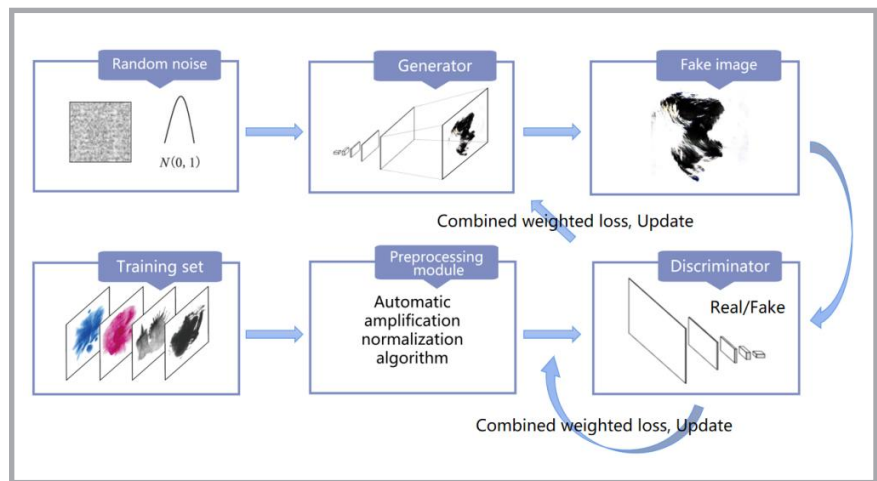 Random noise
Generator
Fake image
N(0, 1)
Combined weighted loss, Update
Training set
Preprocessing
module
Discriminator
Automatic
amplification
normalization
algorithm
Real/Fake
Combined weighted loss, Update